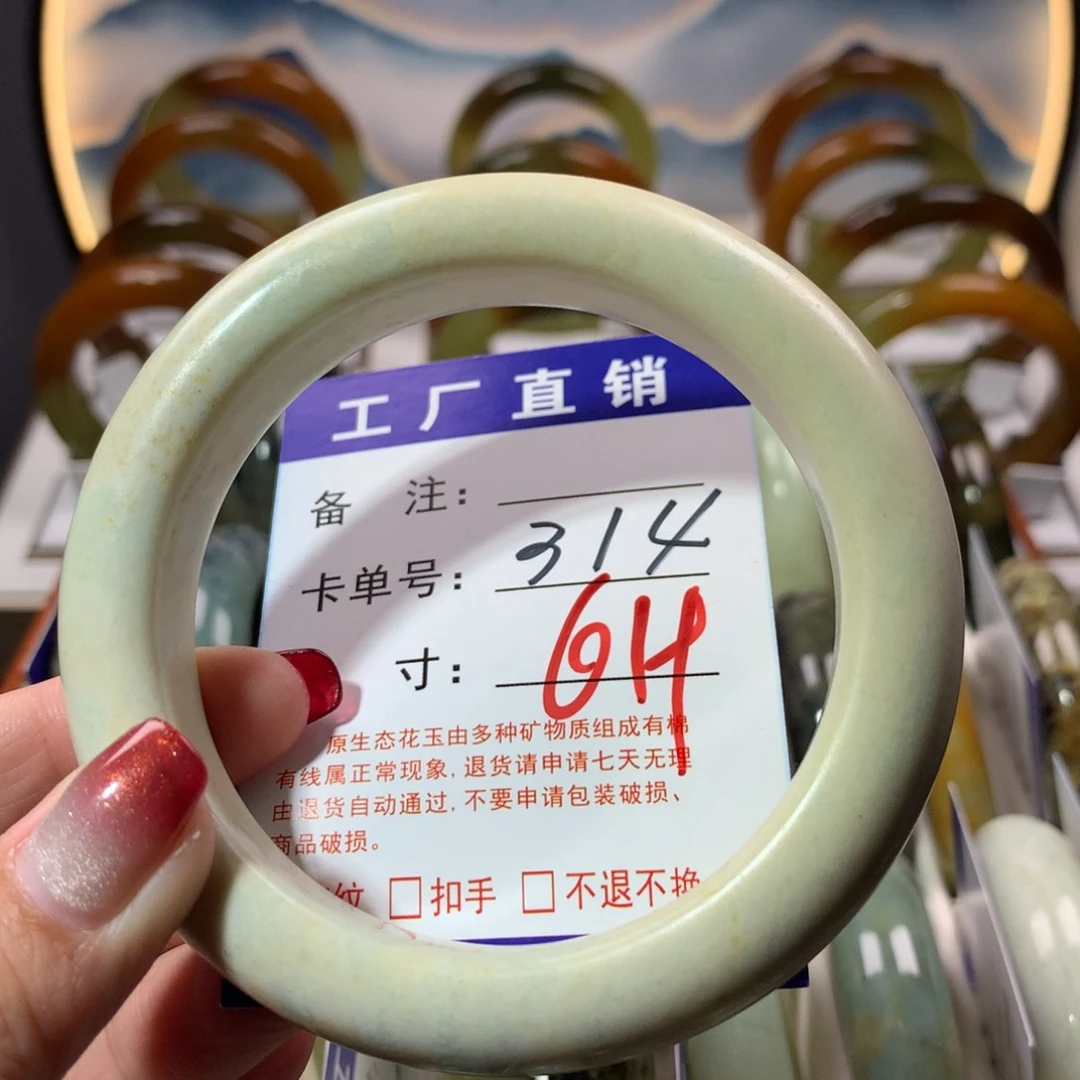 工厂直销
备 注：
卡单号：314
寸：6H
原生态花玉由多种矿物质组成有棉
有线属正常现象，退货请申请七天无理
由退货自动通过，不要申请包装破损、
商品破损。
纹 □扣手 □不退不换